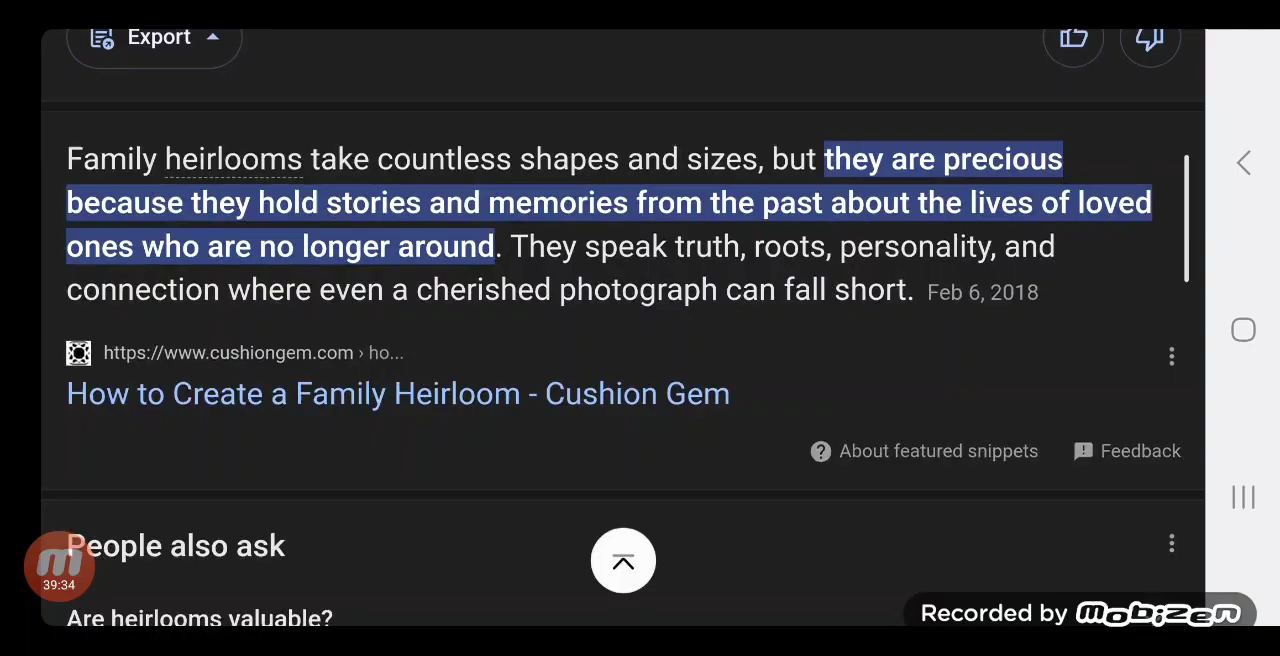 Export
Family heirlooms take countless shapes and sizes, but they are precious
because they hold stories and memories from the past about the lives of loved
ones who are no longer around. They speak truth, roots, personality, and
connection where even a cherished photograph can fall short. Feb 6, 2018
https://www.cushiongem.com › ho...
How to Create a Family Heirloom - Cushion Gem
About featured snippets Feedback
People also ask
39:34
Are heirlooms valuable?
Recorded by Mobizen